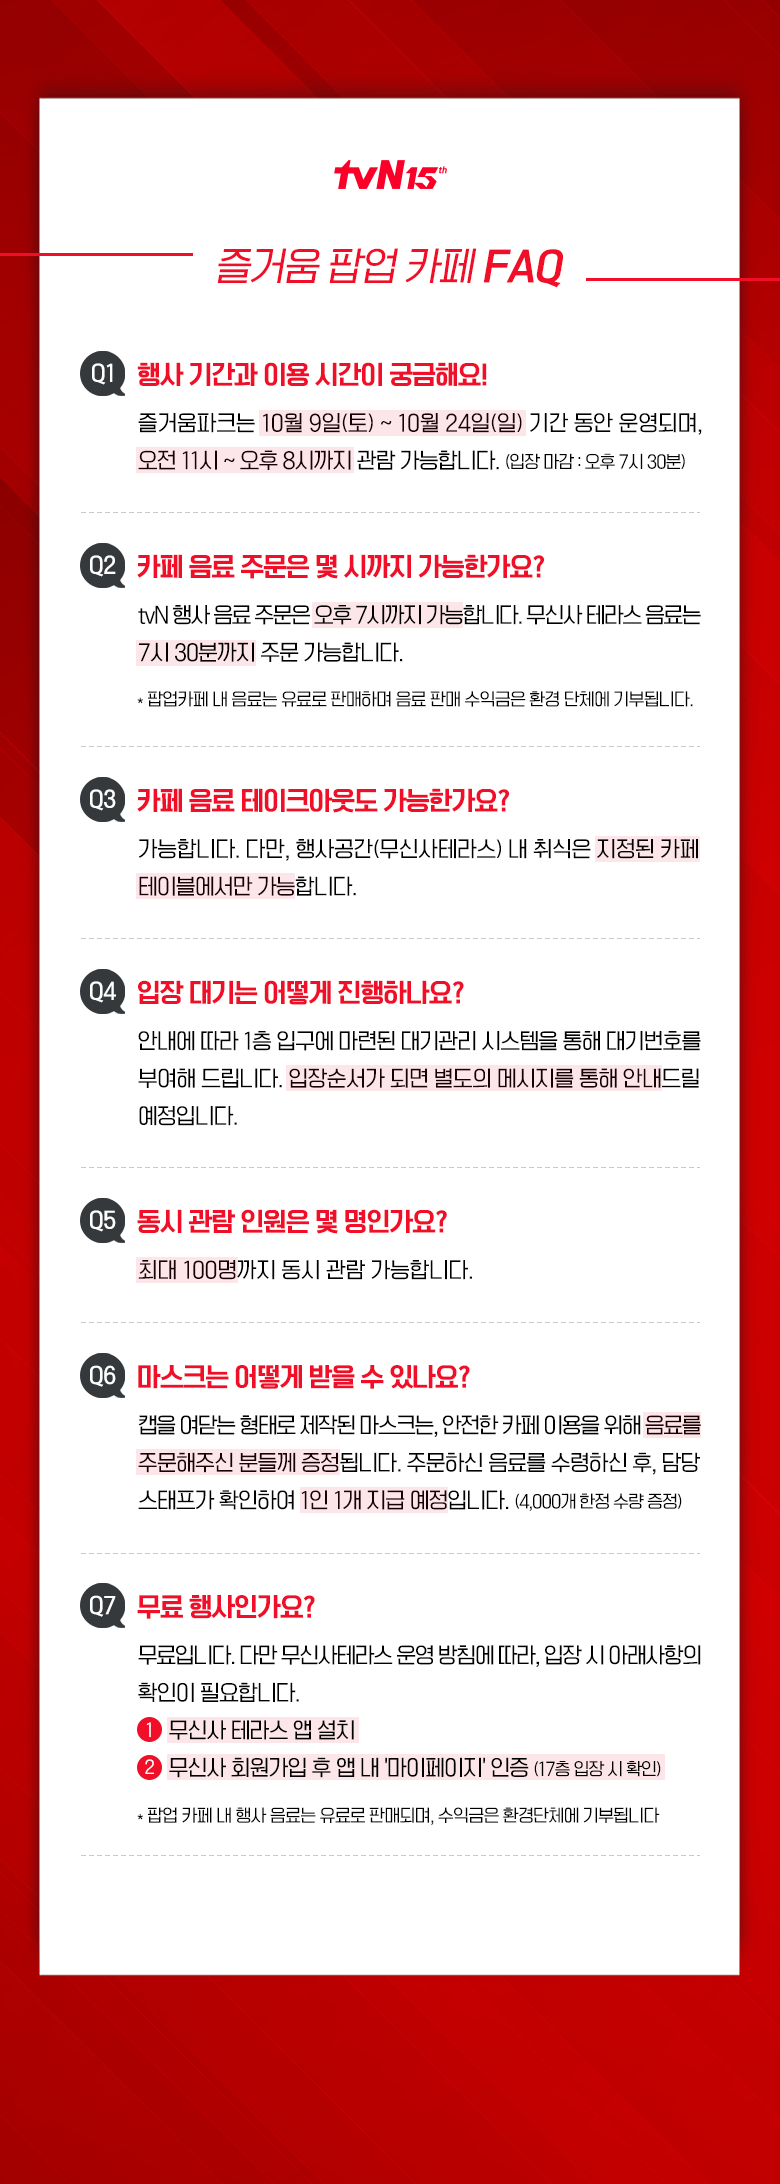 tvN15th
즐거움 팝업 카페 FAQ
Q1 행사 기간과 이용 시간이 궁금해요!
즐거움파크는 10월 9일(토) ~ 10월 24일(일) 기간 동안 운영되며,
오전 11시 ~ 오후 8시까지 관람 가능합니다. (입장 마감 : 오후 7시 30분)
Q2 카페 음료 주문은 몇 시까지 가능한가요?
tvN 행사 음료 주문은 오후 7시까지 가능합니다. 무신사 테라스 음료는
7시 30분까지 주문 가능합니다.
* 팝업카페 내 음료는 유료로 판매하며 음료 판매 수익금은 환경 단체에 기부됩니다.
Q3 카페 음료 테이크아웃도 가능한가요?
가능합니다. 다만, 행사공간(무신사테라스) 내 취식은 지정된 카페
테이블에서만 가능합니다.
Q4 입장 대기는 어떻게 진행하나요?
안내에 따라 1층 입구에 마련된 대기관리 시스템을 통해 대기번호를
부여해 드립니다. 입장순서가 되면 별도의 메시지를 통해 안내드릴
예정입니다.
Q5 동시 관람 인원은 몇 명인가요?
최대 100명까지 동시 관람 가능합니다.
Q6 마스크는 어떻게 받을 수 있나요?
캡을 여닫는 형태로 제작된 마스크는, 안전한 카페 이용을 위해 음료를
주문해주신 분들께 증정됩니다. 주문하신 음료를 수령하신 후, 담당
스태프가 확인하여 1인 1개 지급 예정입니다. (4,000개 한정 수량 증정)
Q7 무료 행사인가요?
무료입니다. 다만 무신사테라스 운영 방침에 따라, 입장 시 아래사항의
확인이 필요합니다.
1 무신사 테라스 앱 설치
2 무신사 회원가입 후 앱 내 '마이페이지' 인증 (17층 입장 시 확인)
* 팝업 카페 내 행사 음료는 유료로 판매되며, 수익금은 환경단체에 기부됩니다